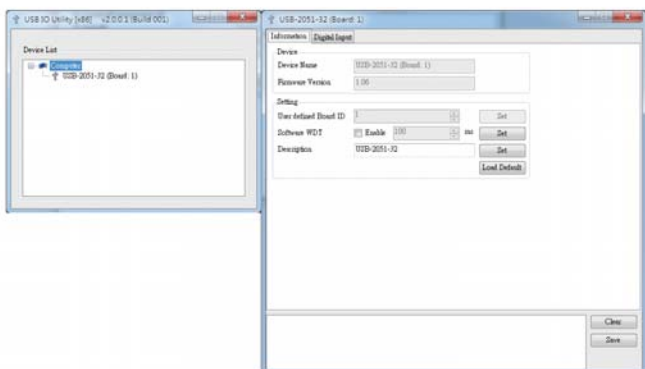 USB IO Utility [x86] v2.0.0.1 (Build 001)
Device List
Computer
USB-2051-32 (Board: 1)
USB-2051-32 (Board: 1)
Information
Digital Input
Device
Device Name USB-2051-32 (Board: 1)
Firmware Version 1.06
Setting
User defined Board ID 1 Set
Software WDT Enable 100 ms Set
Description USB-2051-32 Set
Load Default
Clear
Save